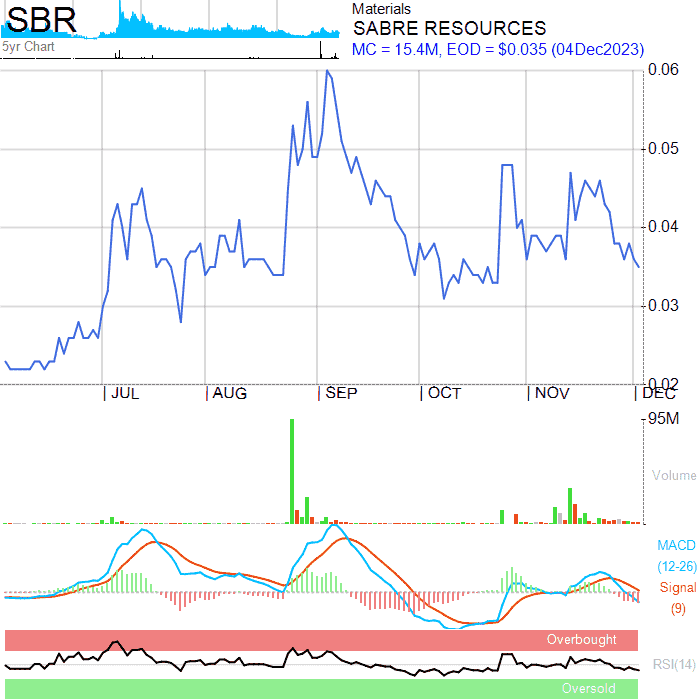 SBR
5yr Chart
Materials
SABRE RESOURCES
MC = 15.4M, EOD = $0.035 (04Dec2023)
0.06
0.05
0.04
0.03
0.02
JUL AUG SEP OCT NOV DEC
95M
Volume
MACD
(12-26)
Signal
(9)
Overbought
RSI(14)
Oversold